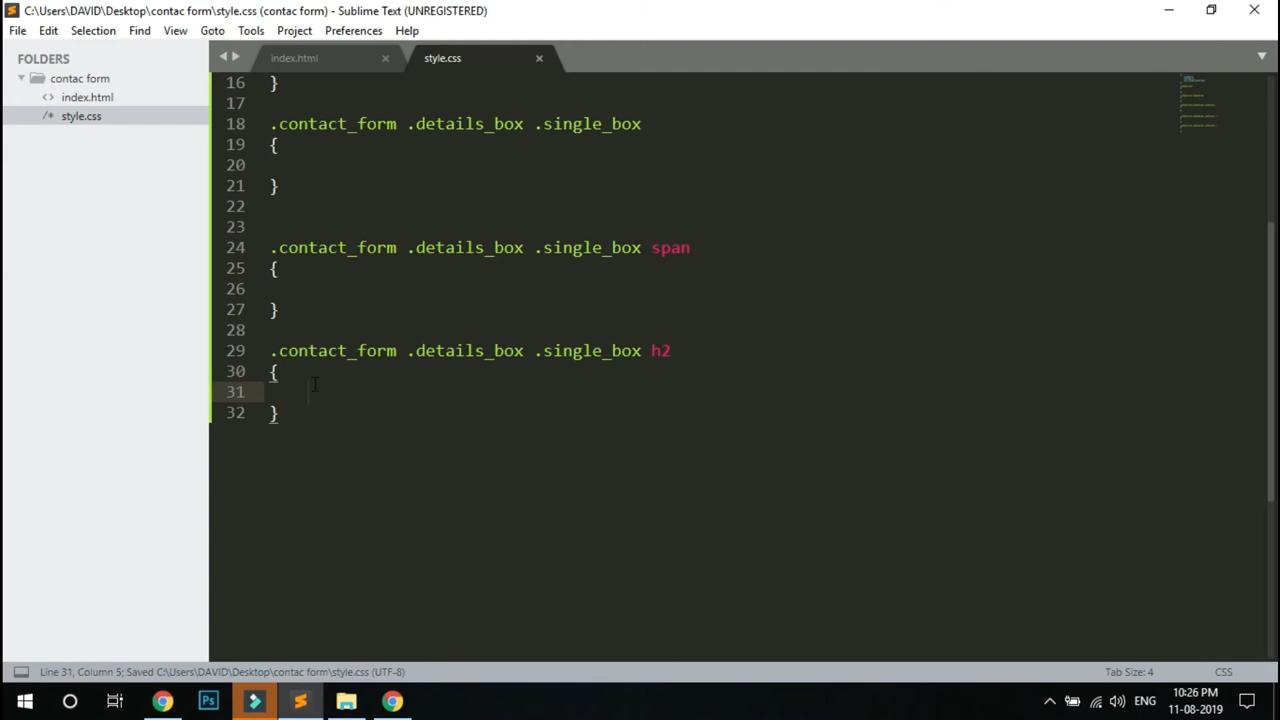 C:\Users\DAVID\Desktop\contac form\style.css (contac form) - Sublime Text (UNREGISTERED)
File Edit Selection Find View Goto Tools Project Preferences Help
FOLDERS
contac form
<> index.html
/* style.css
index.html × style.css ×
16 }
17
18 .contact_form .details_box .single_box
19 {
20
21 }
22
23
24 .contact_form .details_box .single_box span
25 {
26
27 }
28
29 .contact_form .details_box .single_box h2
30 {
31
32 }
Line 31, Column 5; Saved C:\Users\DAVID\Desktop\contac form\style.css (UTF-8) Tab Size: 4 CSS
Ps ENG 10:26 PM
11-08-2019